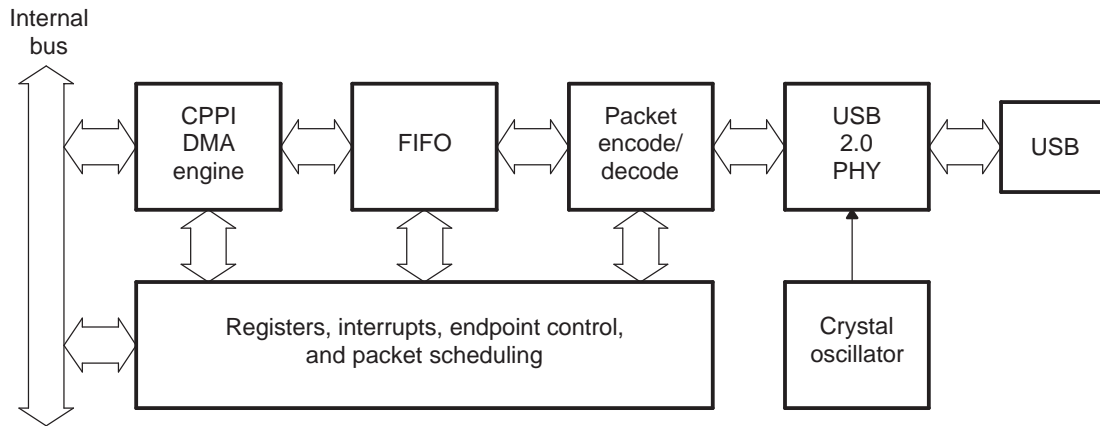 Internal
bus
CPPI
DMA
engine
FIFO
Packet
encode/
decode
USB
2.0
PHY
USB
Registers, interrupts, endpoint control,
and packet scheduling
Crystal
oscillator